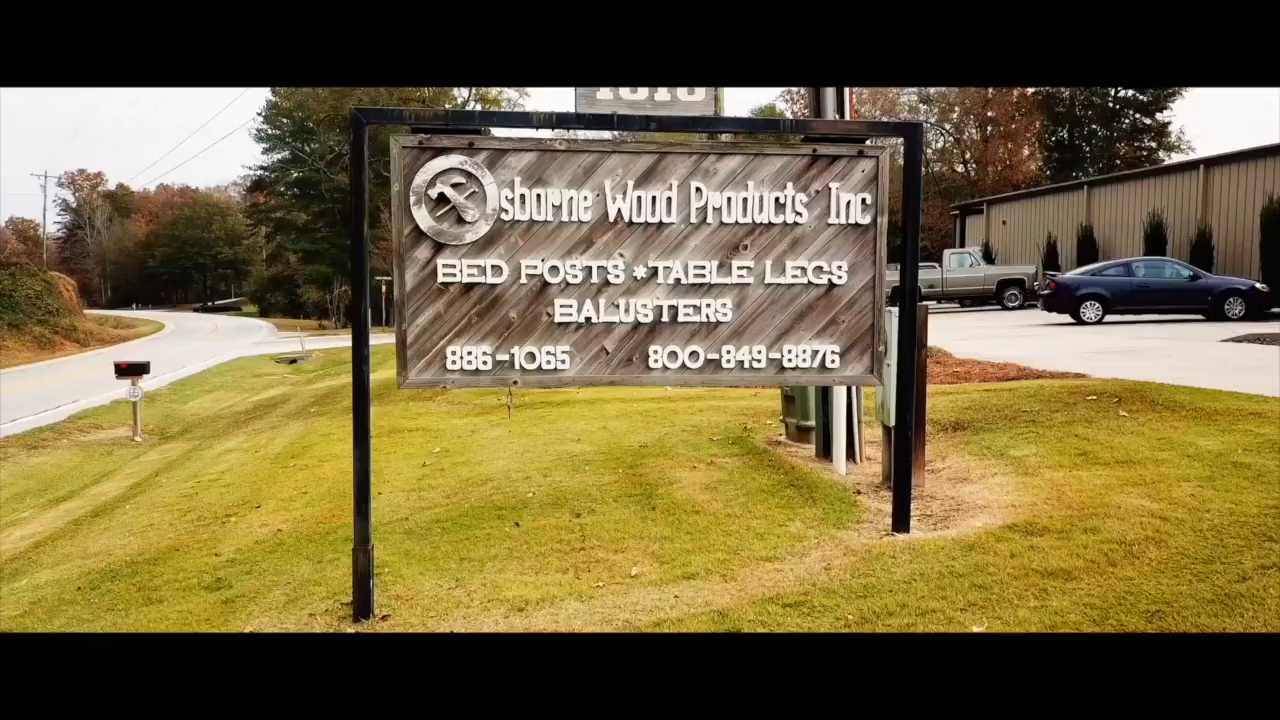 Osborne Wood Products Inc
BED POSTS * TABLE LEGS
BALUSTERS
886-1065 800-849-8876